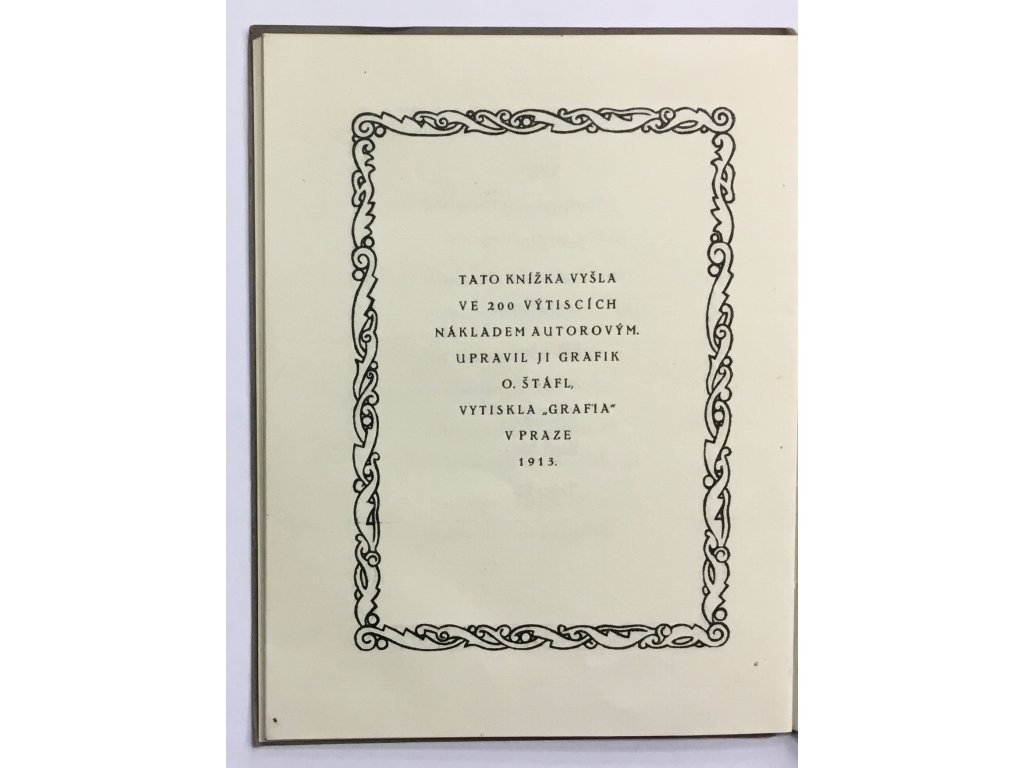 TATO KNÍŽKA VYŠLA
VE 200 VÝTISCÍCH
NÁKLADEM AUTOROVÝM.
UPRAVIL JI GRAFIK
O. ŠTÁFL,
VYTISKLA „GRAFIA“
V PRAZE
1913.